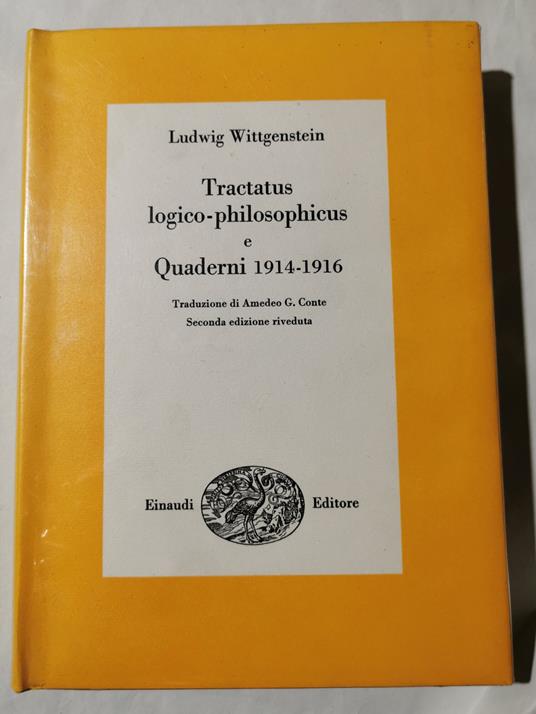 Ludwig Wittgenstein
Tractatus
logico-philosophicus
e
Quaderni 1914-1916
Traduzione di Amedeo G. Conte
Seconda edizione riveduta
Einaudi Editore